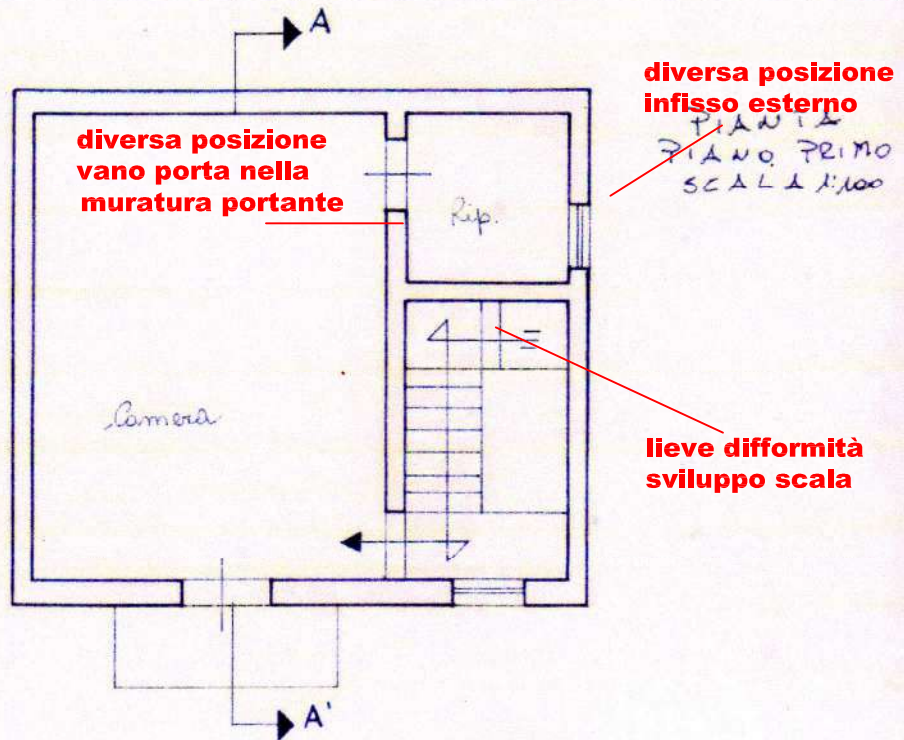 A
diversa posizione
infisso esterno
PIANTA
PIANO PRIMO
SCALA 1:100
diversa posizione
vano porta nella
muratura portante
Rip.
Camera
lieve difformità
sviluppo scala
A'